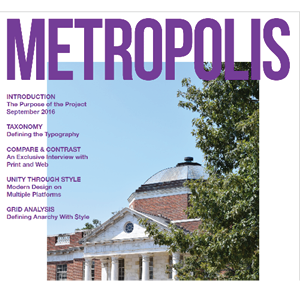 METROPOLIS
INTRODUCTION
The Purpose of the Project
September 2016
TAXONOMY
Defining the Typography
COMPARE & CONTRAST
An Exclusive Interview with
Print and Web
UNITY THROUGH STYLE
Modern Design on
Multiple Platforms
GRID ANALYSIS
Defining Anarchy With Style